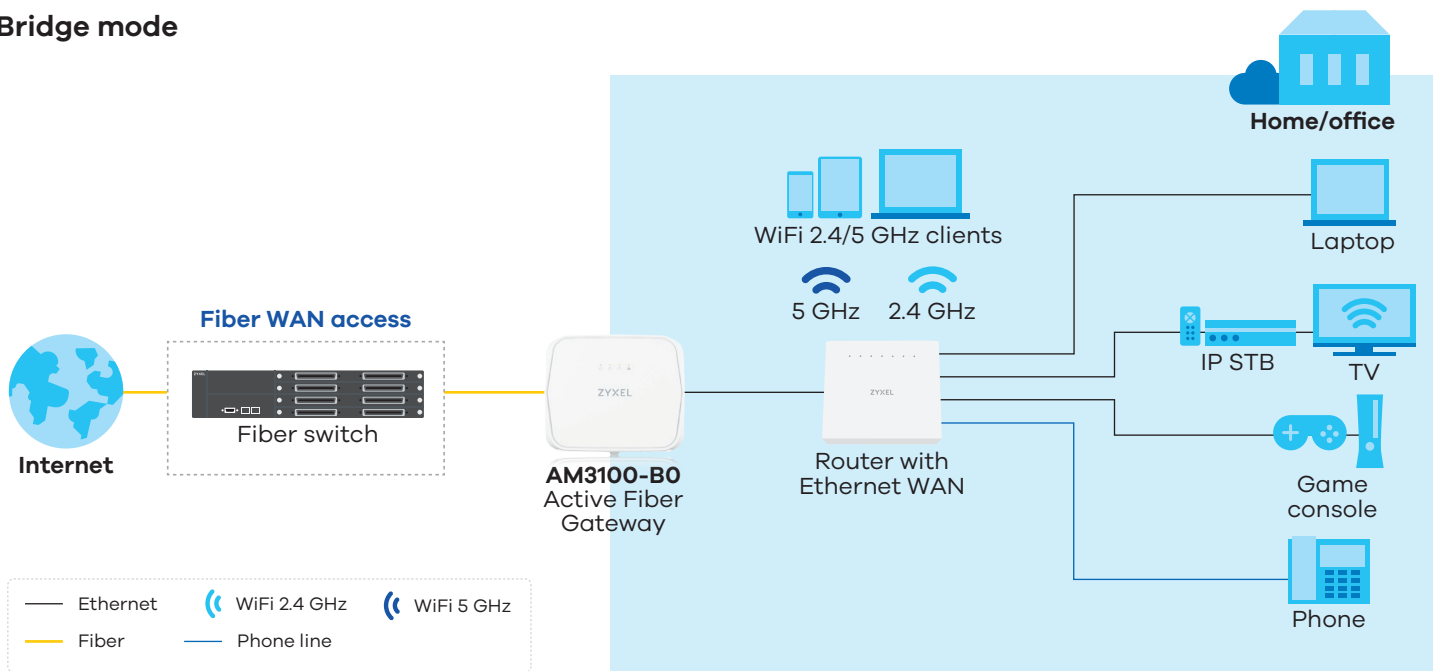 Bridge mode
Home/office
WiFi 2.4/5 GHz clients
Laptop
5 GHz
2.4 GHz
Fiber WAN access
IP STB
TV
ZYXEL
Fiber switch
ZYXEL
ZYXEL
Internet
AM3100-B0
Active Fiber
Gateway
Router with
Ethernet WAN
Game
console
Phone
Ethernet
WiFi 2.4 GHz
WiFi 5 GHz
Fiber
Phone line